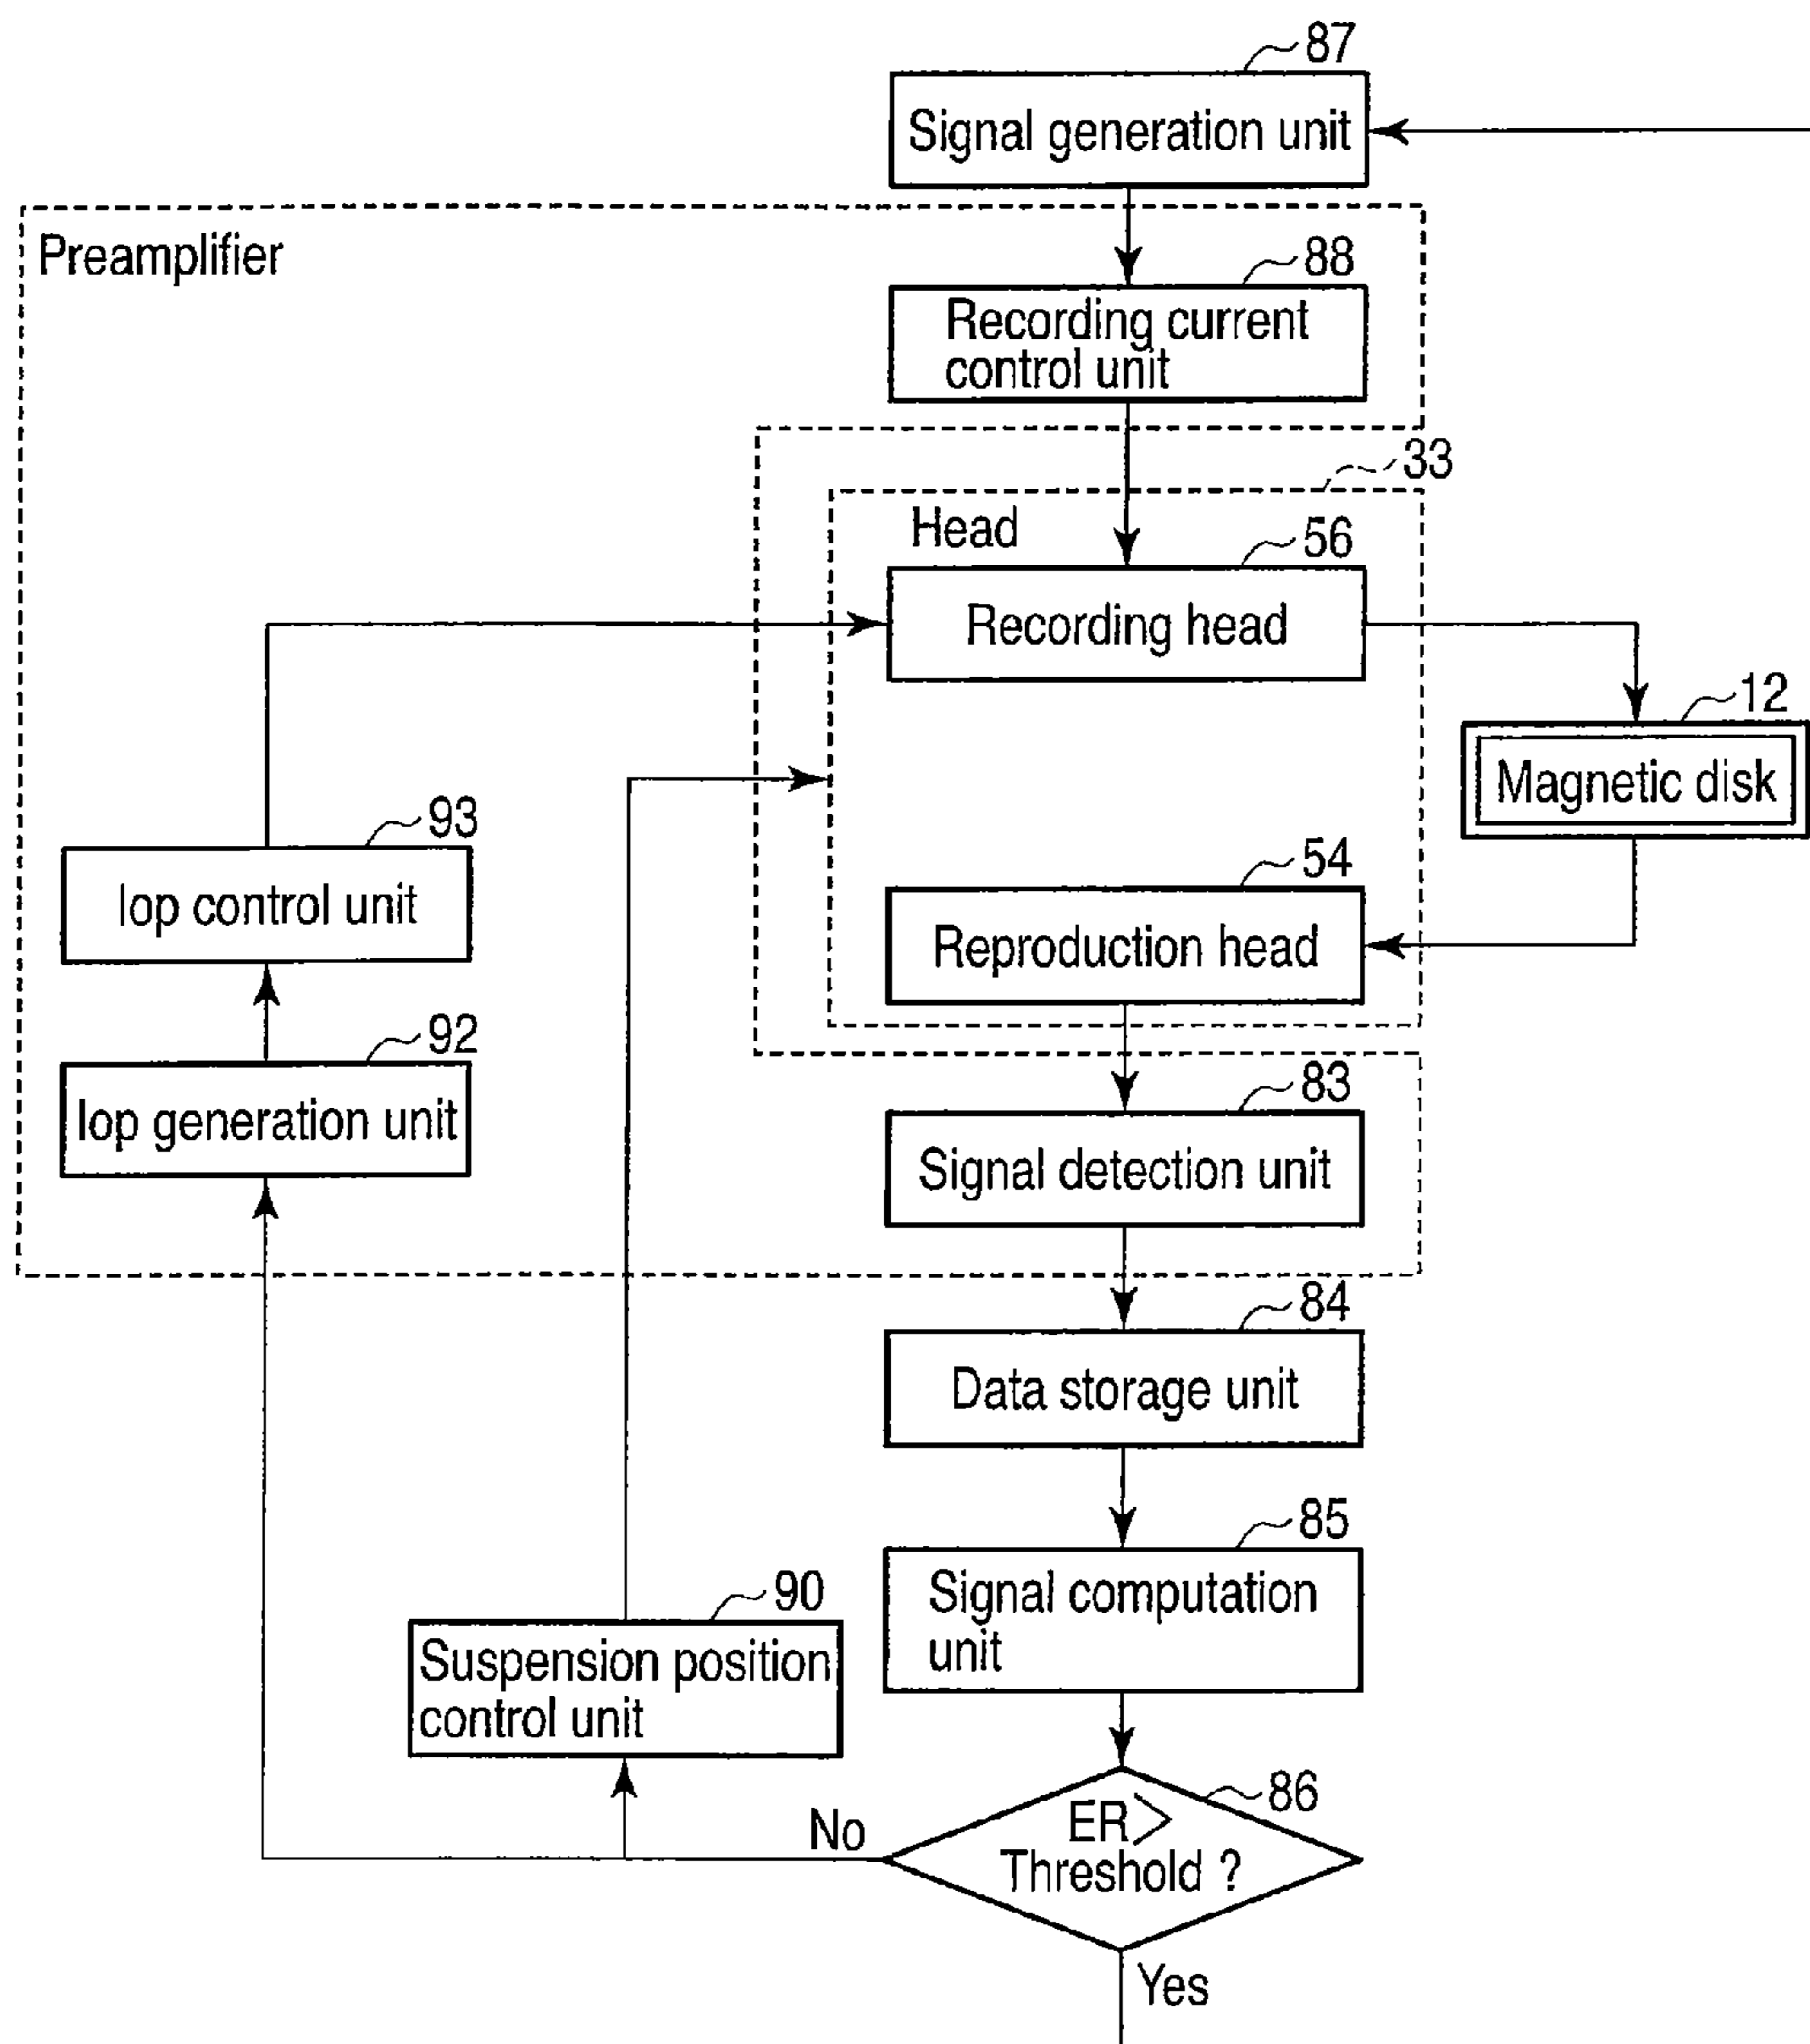 87
Signal generation unit
Preamplifier
88
Recording current
control unit
33
Head
56
Recording head
12
Magnetic disk
93
Iop control unit
54
Reproduction head
92
Iop generation unit
83
Signal detection unit
84
Data storage unit
85
Signal computation
unit
90
Suspension position
control unit
86
ER>
Threshold ?
No
Yes